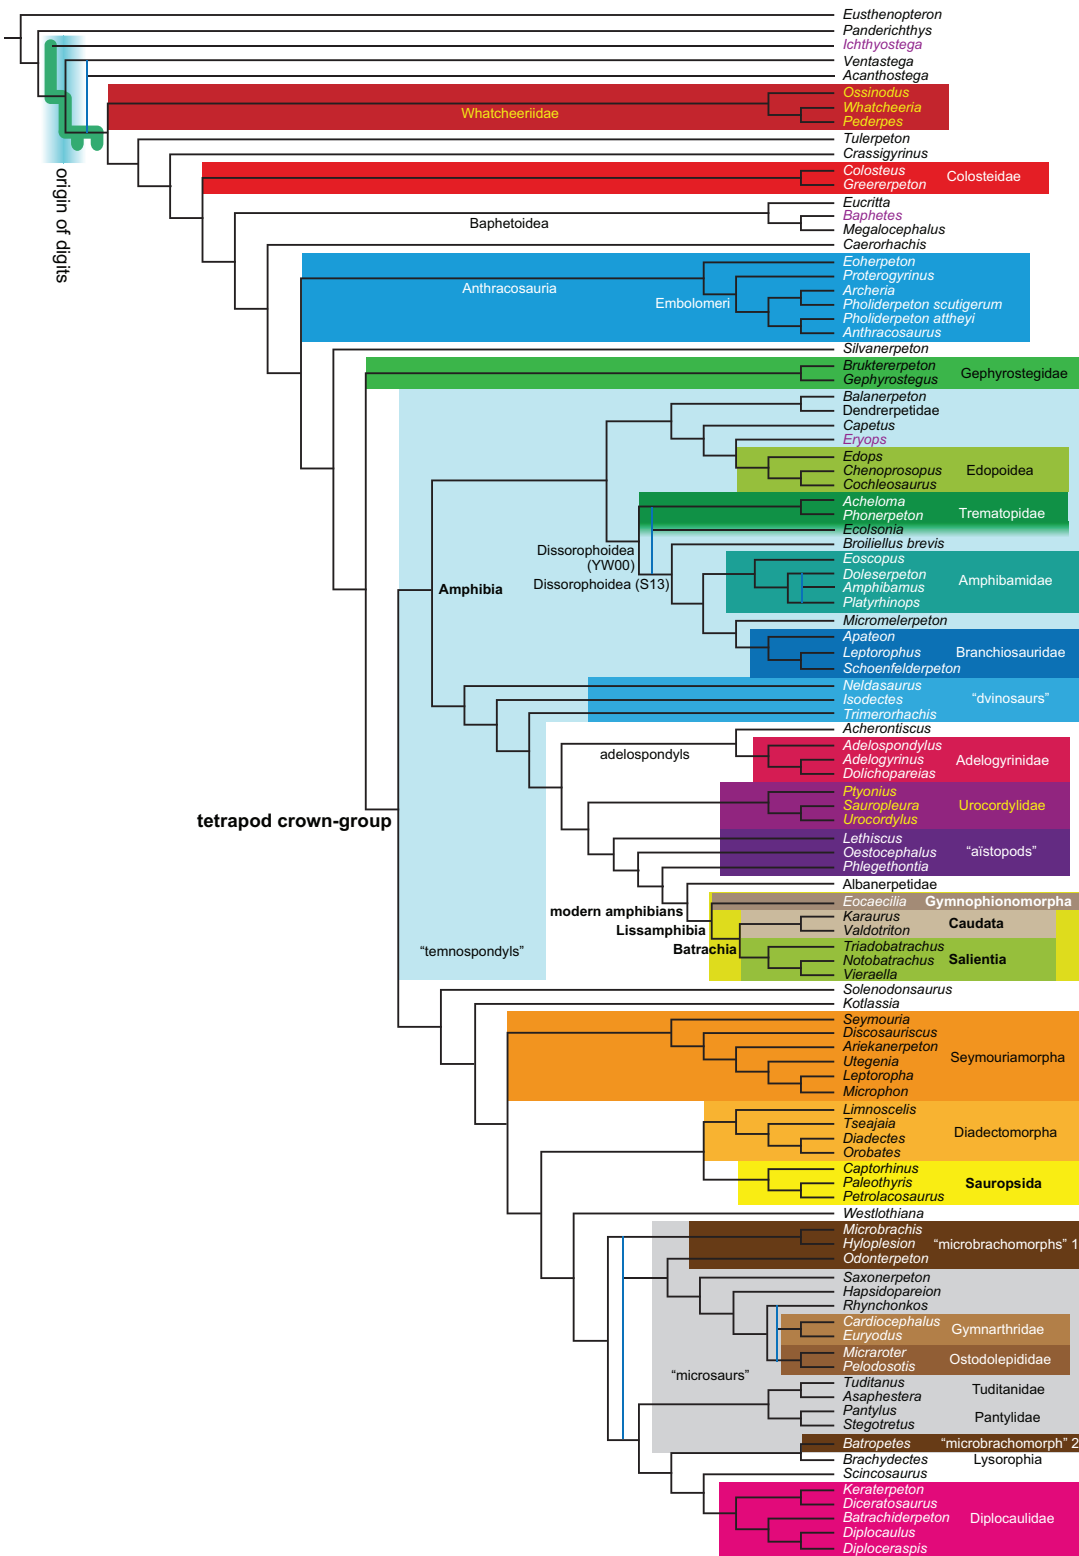 Eusthenopteron
Panderichthys
Ichthyostega
Ventastega
Acanthostega
Ossinodus
Whatcheeriidae
Whatcheeria
Pederpes
Tulerpeton
Crassigyrinus
Colosteus
Colosteidae
Greererpeton
origin of digits
Eucritta
Baphetes
Baphetoidea
Megalocephalus
Caerorhachis
Eoherpeton
Proterogyrinus
Anthracosauria
Archeria
Embolomeri
Pholiderpeton scutigerum
Pholiderpeton attheyi
Anthracosaurus
Silvanerpeton
Bruktererpeton
Gephyrostegidae
Gephyrostegus
Balanerpeton
Dendrerpetidae
Capetus
Eryops
Edops
Chenoprosopus
Edopoidea
Cochleosaurus
Acheloma
Phonerpeton
Trematopidae
Ecolsonia
Broiliellus brevis
Dissorophoidea
(YW00)
Eoscopus
Doleserpeton
Amphibamidae
Dissorophoidea (S13)
Amphibia
Amphibamus
Platyrhinops
Micromelerpeton
Apateon
Leptorophus
Branchiosauridae
Schoenfelderpeton
Neldasaurus
Isodectes
“dvinosaurs”
Trimerorhachis
Acherontiscus
adelospondyls
Adelospondylus
Adelogyrinus
Adelogyrinidae
Dolichopareias
Ptyonius
Sauropleura
Urocordylidae
Urocordylus
tetrapod crown-group
Lethiscus
Oestocephalus
“aïstopods”
Phlegethontia
Albanerpetidae
Eocaecilia
Gymnophionomorpha
modern amphibians
Karaurus
Caudata
Lissamphibia
Valdotriton
Batrachia
“temnospondyls”
Triadobatrachus
Notobatrachus
Salientia
Vieraella
Solenodonsaurus
Kotlassia
Seymouria
Discosauriscus
Ariekanerpeton
Seymouriamorpha
Utegenia
Leptoropha
Microphon
Limnoscelis
Tseajaia
Diadectomorpha
Diadectes
Orobates
Captorhinus
Paleothyris
Sauropsida
Petrolacosaurus
Westlothiana
Microbrachis
Hyloplesion
“microbrachomorphs” 1
Odonterpeton
Saxonerpeton
Hapsidopareion
Rhynchonkos
Cardiocephalus
Gymnarthridae
Euryodus
Micraroter
Ostodolepididae
Pelodosotis
“microsaurs”
Tuditanus
Tuditanidae
Asaphestera
Pantylus
Pantylidae
Stegotretus
Batropetes
“microbrachomorph” 2
Brachydectes
Lysorophia
Scincosaurus
Keraterpeton
Diceratosaurus
Batrachiderpeton
Diplocaulidae
Diplocaulus
Diploceraspis